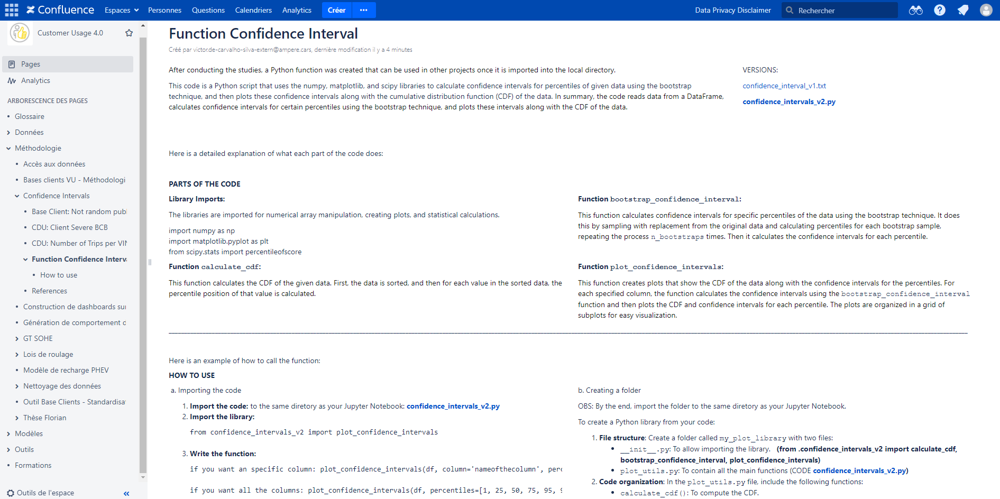 Confluence Espaces Personnes Questions Calendriers Analytics Créer ••• Data Privacy Disclaimer Rechercher
Customer Usage 4.0
Pages
Analytics
ARBORESCENCE DES PAGES
Glossaire
Données
Méthodologie
Accès aux données
Bases clients VU - Méthodologi
Confidence Intervals
Base Client: Not random publ
CDU: Client Severe BCB
CDU: Number of Trips per VIN
Function Confidence Interva
How to use
References
Construction de dashboards sur
Génération de comportement d
GT SOHE
Lois de roulage
Modèle de recharge PHEV
Nettoyage des données
Outil Base Clients - Standardisat
Thèse Florian
Modèles
Outils
Formations
Outils de l'espace
Function Confidence Interval
Créé par victor.de-carvalho-silva-extern@ampere.cars, dernière modification il y a 4 minutes
After conducting the studies, a Python function was created that can be used in other projects once it is imported into the local directory.
This code is a Python script that uses the numpy, matplotlib, and scipy libraries to calculate confidence intervals for percentiles of given data using the bootstrap
technique, and then plots these confidence intervals along with the cumulative distribution function (CDF) of the data. In summary, the code reads data from a DataFrame,
calculates confidence intervals for certain percentiles using the bootstrap technique, and plots these intervals along with the CDF of the data.
VERSIONS:
confidence_interval_v1.txt
confidence_intervals_v2.py
Here is a detailed explanation of what each part of the code does:
PARTS OF THE CODE
Library Imports:
The libraries are imported for numerical array manipulation, creating plots, and statistical calculations.
import numpy as np
import matplotlib.pyplot as plt
from scipy.stats import percentileofscore
Function bootstrap_confidence_interval:
This function calculates confidence intervals for specific percentiles of the data using the bootstrap technique. It does
this by sampling with replacement from the original data and calculating percentiles for each bootstrap sample,
repeating the process n_bootstraps times. Then it calculates the confidence intervals for each percentile.
Function calculate_cdf:
This function calculates the CDF of the given data. First, the data is sorted, and then for each value in the sorted data, the
percentile position of that value is calculated.
Function plot_confidence_intervals:
This function creates plots that show the CDF of the data along with the confidence intervals for the percentiles. For
each specified column, the function calculates the confidence intervals using the bootstrap_confidence_interval
function and then plots the CDF and confidence intervals for each percentile. The plots are organized in a grid of
subplots for easy visualization.
Here is an example of how to call the function:
HOW TO USE
a. Importing the code
1. Import the code: to the same diretory as your Jupyter Notebook: confidence_intervals_v2.py
2. Import the library:
from confidence_intervals_v2 import plot_confidence_intervals
3. Write the function:
if you want an specific column: plot_confidence_intervals(df, column='nameofthecolumn', perc
if you want all the columns: plot_confidence_intervals(df, percentiles=[1, 25, 50, 75, 95, 9
b. Creating a folder
OBS: By the end, import the folder to the same diretory as your Jupyter Notebook.
To create a Python library from your code:
1. File structure: Create a folder called my_plot_library with two files:
• __init__.py: To allow importing the library. (from .confidence_intervals_v2 import calculate_cdf,
bootstrap_confidence_interval, plot_confidence_intervals)
• plot_utils.py: To contain all the main functions (CODE confidence_intervals_v2.py)
2. Code organization: In the plot_utils.py file, include the following functions:
• calculate_cdf(): To compute the CDF.